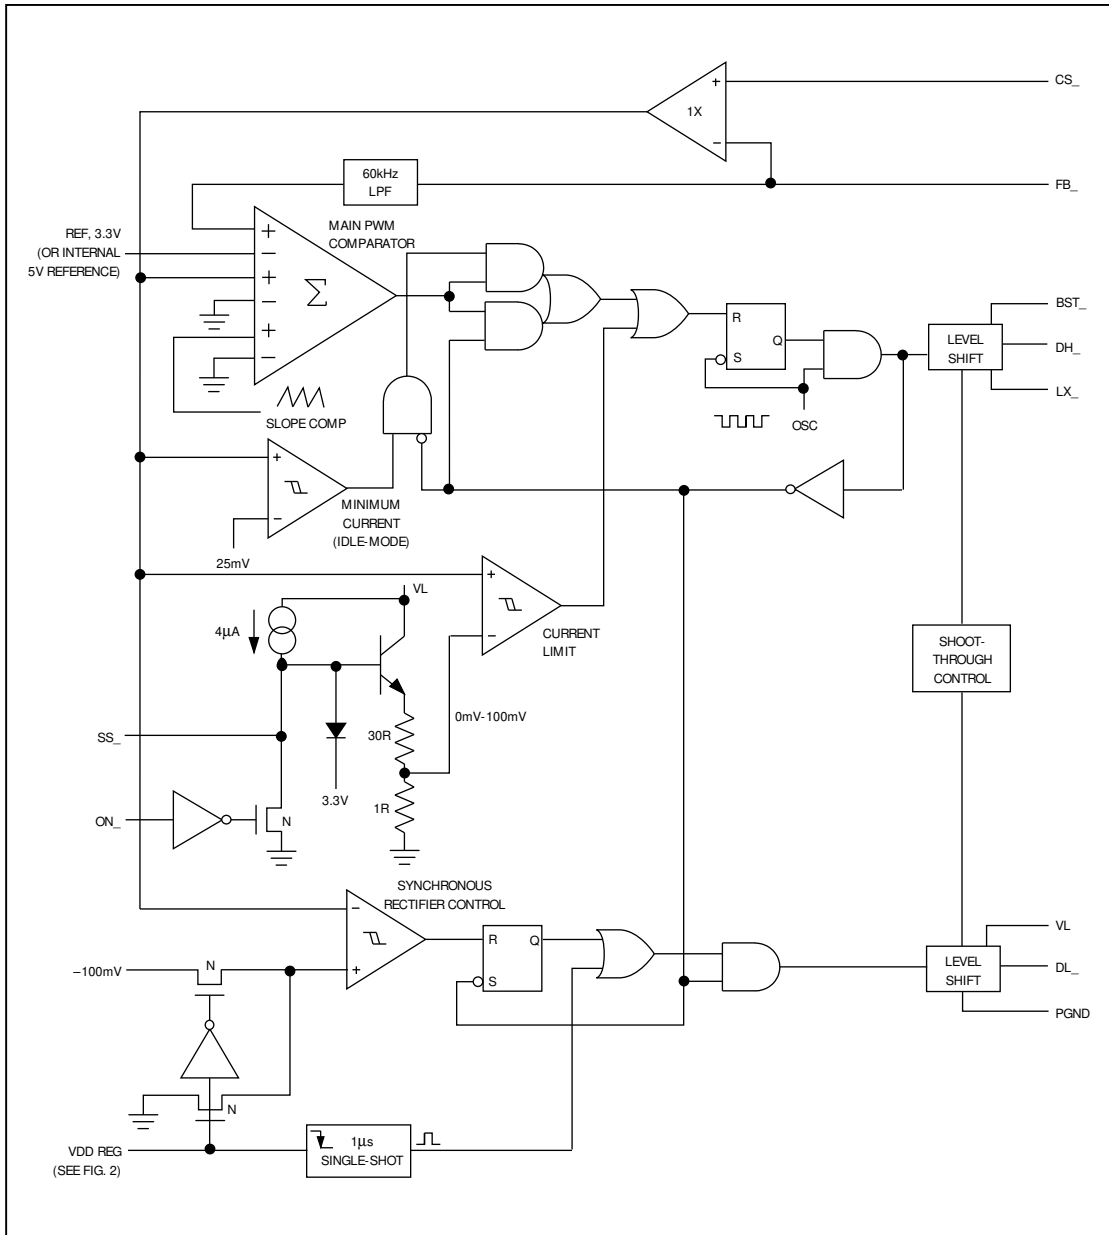 CS_
+
1X
−
60kHz
LPF
FB_
MAIN PWM
COMPARATOR
REF, 3.3V
(OR INTERNAL
5V REFERENCE)
+
−
+
−
+
−
Σ
BST_
R
Q
S
LEVEL
SHIFT
DH_
LX_
SLOPE COMP
OSC
+
−
MINIMUM
CURRENT
(IDLE-MODE)
25mV
VL
+
−
4µA
CURRENT
LIMIT
SHOOT-
THROUGH
CONTROL
0mV-100mV
SS_
30R
3.3V
1R
ON_
N
SYNCHRONOUS
RECTIFIER CONTROL
−
+
R
Q
S
VL
–100mV
N
LEVEL
SHIFT
DL_
PGND
N
VDD REG
(SEE FIG. 2)
1µs
SINGLE-SHOT